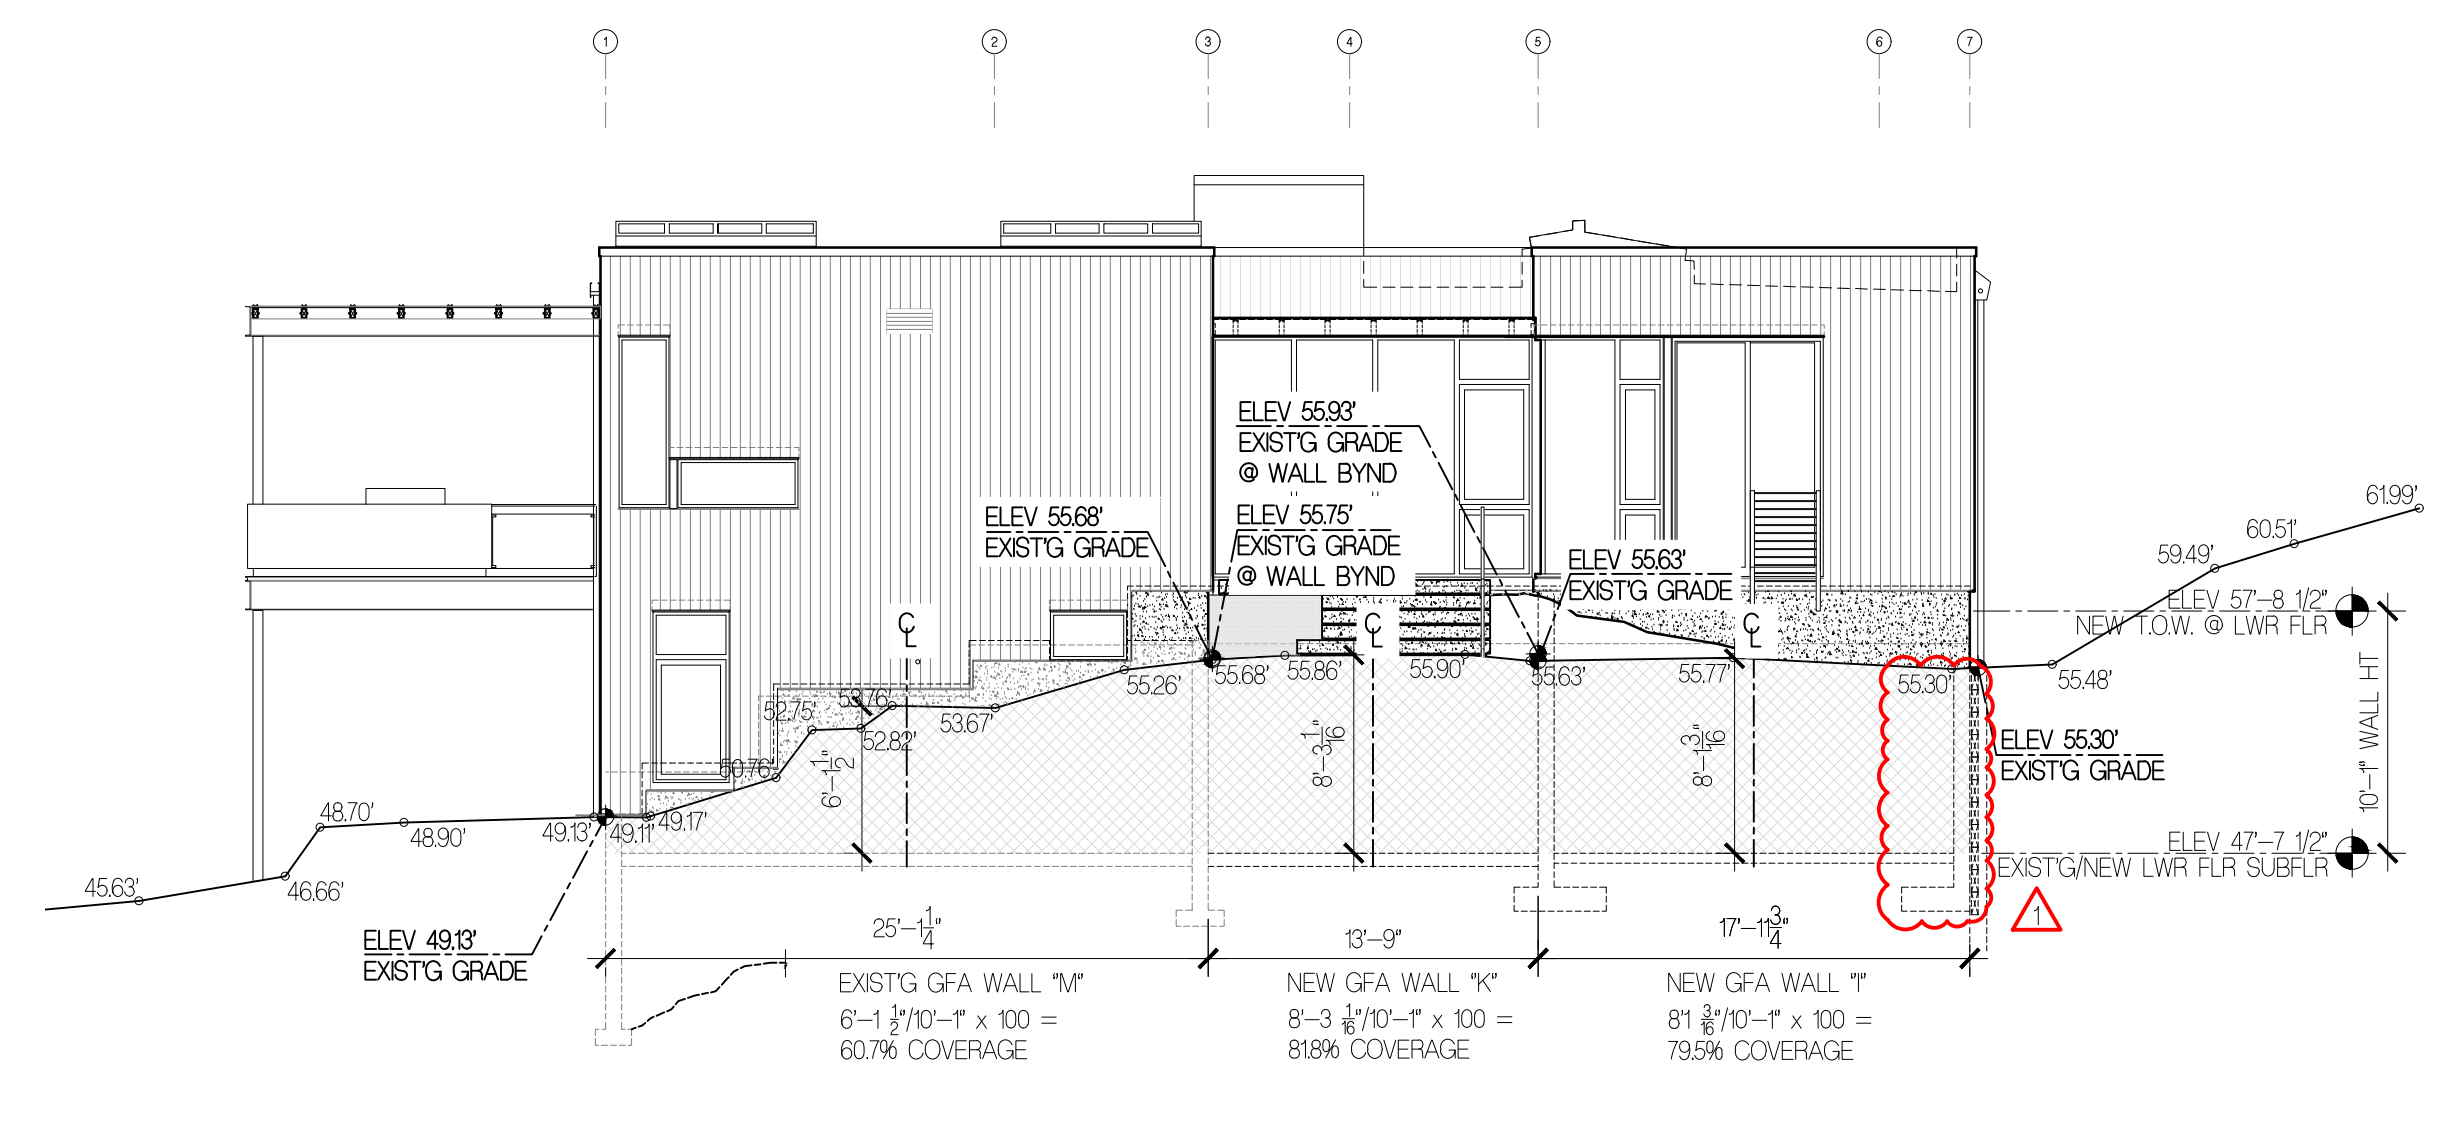 1 2 3 4 5 6 7
ELEV 55.93'
EXIST'G GRADE
@ WALL BYND
ELEV 55.68'
EXIST'G GRADE
ELEV 55.75'
EXIST'G GRADE
@ WALL BYND
ELEV 55.63'
EXIST'G GRADE
61.99'
60.51'
59.49'
ELEV 57'-8 1/2"
NEW T.O.W. @ LWR FLR
10'-1" WALL HT
ELEV 47'-7 1/2"
EXIST'G/NEW LWR FLR SUBFLR
CL
CL
CL
45.63'
46.66'
48.70'
48.90'
49.13'
49.11'
49.17'
50.76'
52.75'
53.76'
52.82'
53.67'
55.26'
55.68'
55.86'
55.90'
55.63'
55.77'
55.30'
55.48'
6'-1 1/2"
8'-3 1/16"
8'-1 3/16"
ELEV 55.30'
EXIST'G GRADE
1
ELEV 49.13'
EXIST'G GRADE
25'-1 1/4"
13'-9"
17'-11 3/4"
EXIST'G GFA WALL "M"
6'-1 1/2"/10'-1" x 100 =
60.7% COVERAGE
NEW GFA WALL "K"
8'-3 1/16"/10'-1" x 100 =
81.8% COVERAGE
NEW GFA WALL "I"
8'1 3/16"/10'-1" x 100 =
79.5% COVERAGE